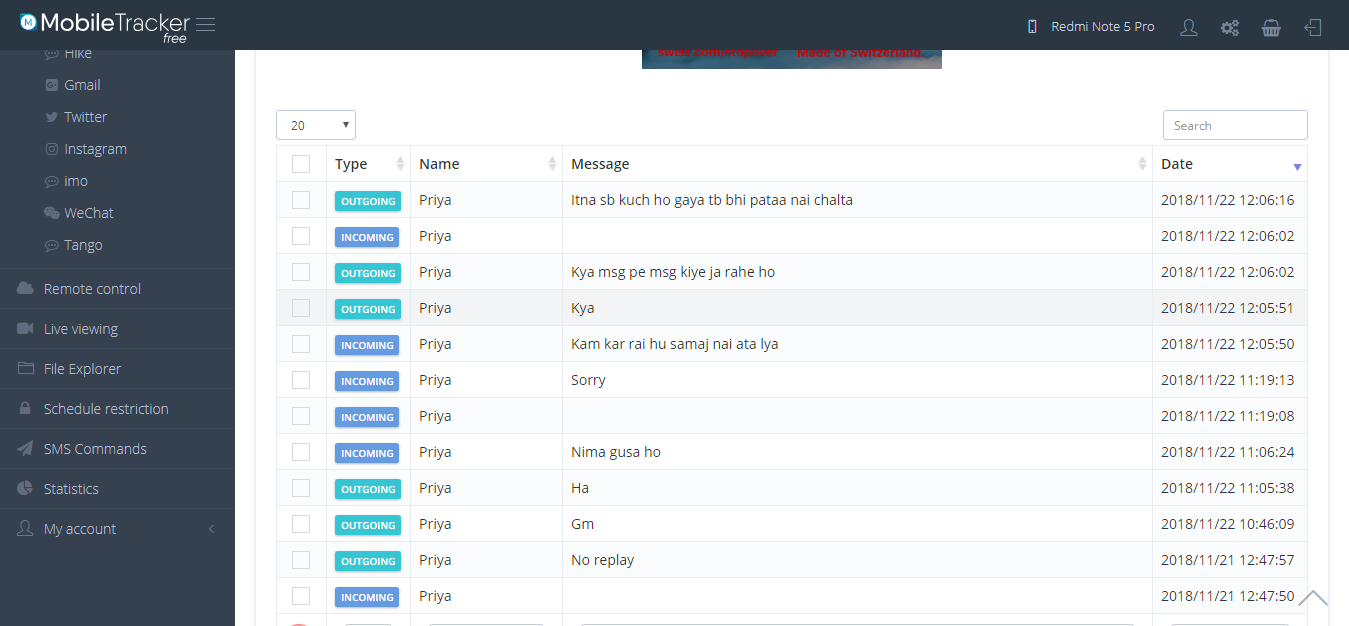 MobileTracker
free
Redmi Note 5 Pro
Hike
Gmail
Twitter
Instagram
imo
WeChat
Tango
Remote control
Live viewing
File Explorer
Schedule restriction
SMS Commands
Statistics
My account
Made of Switzerland
20
Search
Type Name Message Date
OUTGOING Priya Itna sb kuch ho gaya tb bhi pataa nai chalta 2018/11/22 12:06:16
INCOMING Priya 2018/11/22 12:06:02
OUTGOING Priya Kya msg pe msg kiye ja rahe ho 2018/11/22 12:06:02
OUTGOING Priya Kya 2018/11/22 12:05:51
INCOMING Priya Kam kar rai hu samaj nai ata lya 2018/11/22 12:05:50
INCOMING Priya Sorry 2018/11/22 11:19:13
INCOMING Priya 2018/11/22 11:19:08
INCOMING Priya Nima gusa ho 2018/11/22 11:06:24
OUTGOING Priya Ha 2018/11/22 11:05:38
OUTGOING Priya Gm 2018/11/22 10:46:09
OUTGOING Priya No replay 2018/11/21 12:47:57
INCOMING Priya 2018/11/21 12:47:50